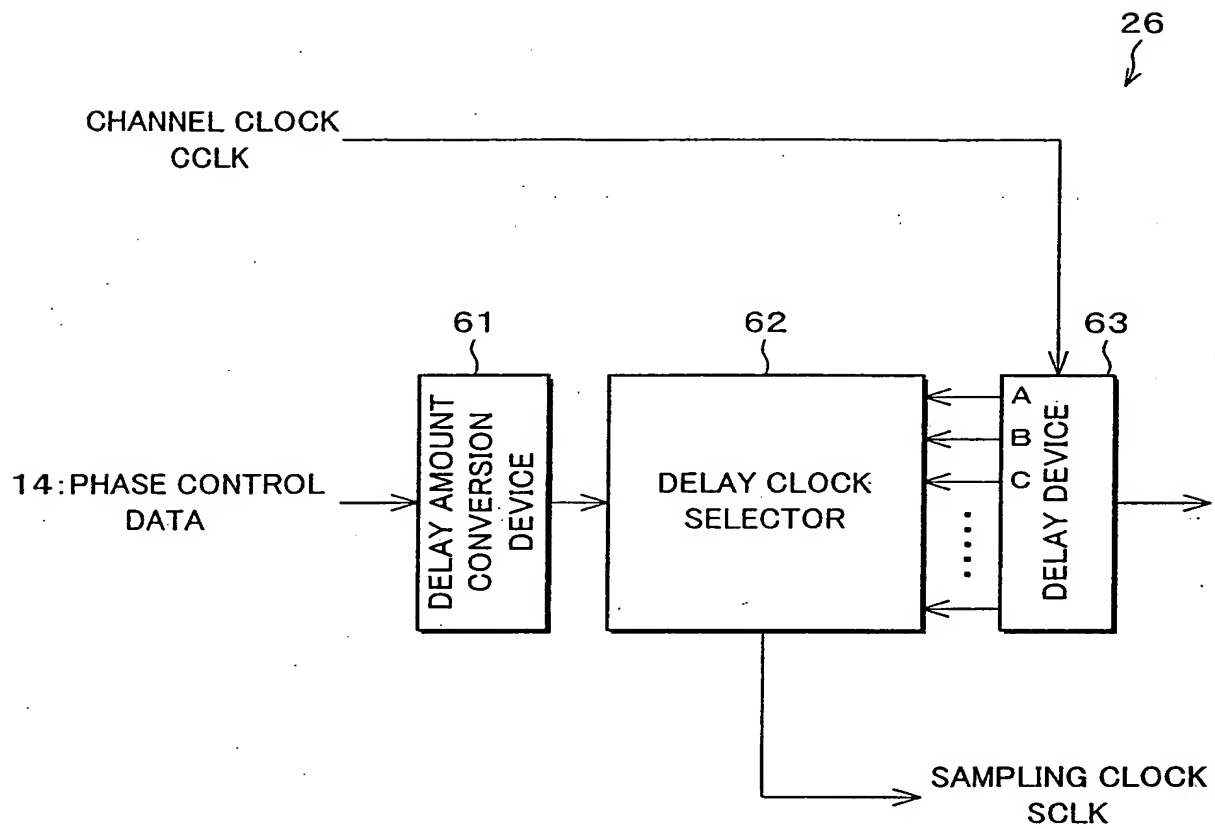 26
CHANNEL CLOCK
CCLK
61
62
63
14:PHASE CONTROL
DATA
DELAY AMOUNT
CONVERSION
DEVICE
DELAY CLOCK
SELECTOR
A
B
C
DELAY DEVICE
SAMPLING CLOCK
SCLK